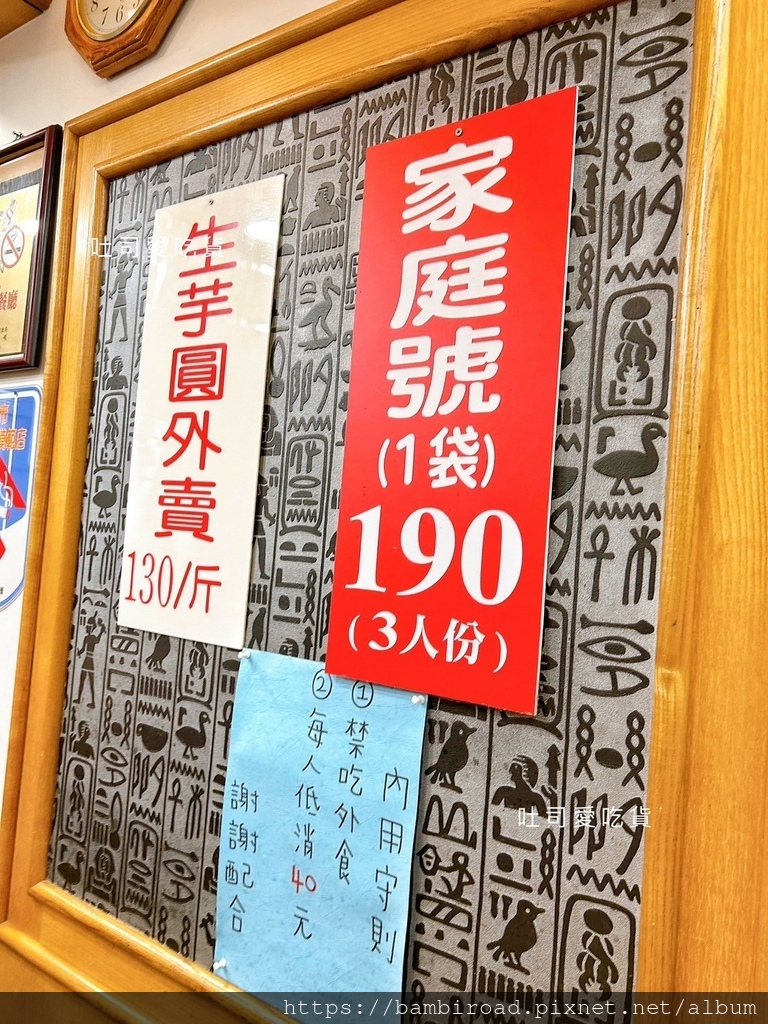 家庭號
(1袋)
190
(3人份)
生芋圓外賣
130/斤
內用守則
①禁吃外食
②每人低消40元
謝謝配合
吐司愛吃貨
吐司愛吃貨
https://bambiroad.pixnet.net/album